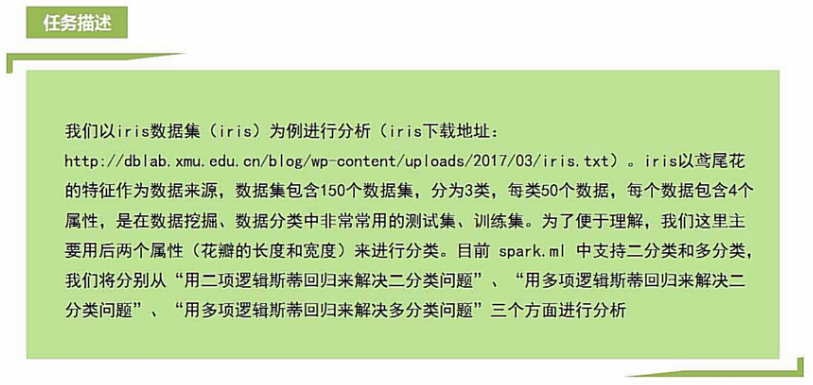 任务描述
我们以iris数据集（iris）为例进行分析（iris下载地址：
http://dblab.xmu.edu.cn/blog/wp-content/uploads/2017/03/iris.txt）。iris以鸢尾花
的特征作为数据来源，数据集包含150个数据集，分为3类，每类50个数据，每个数据包含4个
属性，是在数据挖掘、数据分类中非常常用的测试集、训练集。为了便于理解，我们这里主
要用后两个属性（花瓣的长度和宽度）来进行分类。目前 spark.ml 中支持二分类和多分类，
我们将分别从“用二项逻辑斯蒂回归来解决二分类问题”、“用多项逻辑斯蒂回归来解决二
分类问题”、“用多项逻辑斯蒂回归来解决多分类问题”三个方面进行分析